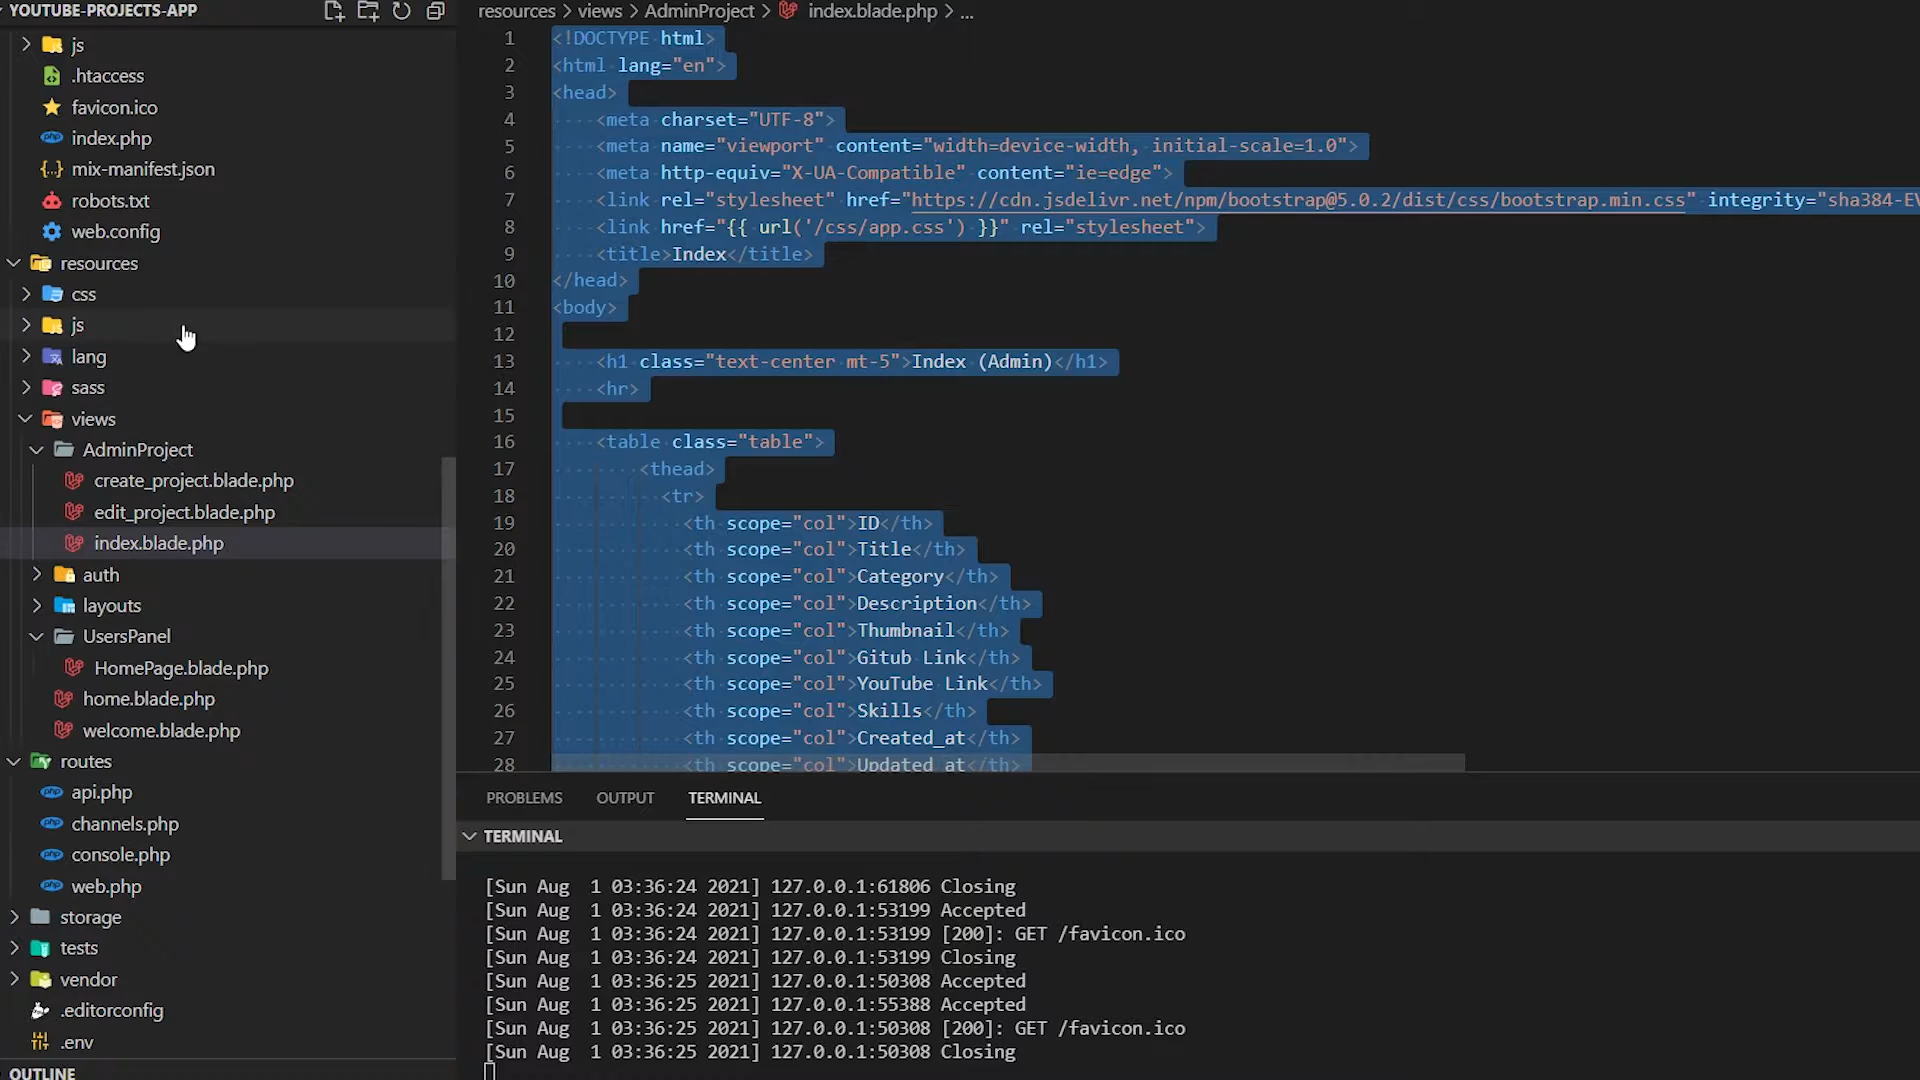 YOUTUBE-PROJECTS-APP
js
.htaccess
favicon.ico
index.php
mix-manifest.json
robots.txt
web.config
resources
css
js
lang
sass
views
AdminProject
create_project.blade.php
edit_project.blade.php
index.blade.php
auth
layouts
UsersPanel
HomePage.blade.php
home.blade.php
welcome.blade.php
routes
api.php
channels.php
console.php
web.php
storage
tests
vendor
.editorconfig
.env
OUTLINE
resources > views > AdminProject > index.blade.php > ...
1 <!DOCTYPE html>
2 <html lang="en">
3 <head>
4 <meta charset="UTF-8">
5 <meta name="viewport" content="width=device-width, initial-scale=1.0">
6 <meta http-equiv="X-UA-Compatible" content="ie=edge">
7 <link rel="stylesheet" href="https://cdn.jsdelivr.net/npm/bootstrap@5.0.2/dist/css/bootstrap.min.css" integrity="sha384-EV
8 <link href="{{ url('/css/app.css') }}" rel="stylesheet">
9 <title>Index</title>
10 </head>
11 <body>
12
13 <h1 class="text-center mt-5">Index (Admin)</h1>
14 <hr>
15
16 <table class="table">
17 <thead>
18 <tr>
19 <th scope="col">ID</th>
20 <th scope="col">Title</th>
21 <th scope="col">Category</th>
22 <th scope="col">Description</th>
23 <th scope="col">Thumbnail</th>
24 <th scope="col">Gitub Link</th>
25 <th scope="col">YouTube Link</th>
26 <th scope="col">Skills</th>
27 <th scope="col">Created_at</th>
28 <th scope="col">Updated_at</th>
PROBLEMS OUTPUT TERMINAL
TERMINAL
[Sun Aug  1 03:36:24 2021] 127.0.0.1:61806 Closing
[Sun Aug  1 03:36:24 2021] 127.0.0.1:53199 Accepted
[Sun Aug  1 03:36:24 2021] 127.0.0.1:53199 [200]: GET /favicon.ico
[Sun Aug  1 03:36:24 2021] 127.0.0.1:53199 Closing
[Sun Aug  1 03:36:25 2021] 127.0.0.1:50308 Accepted
[Sun Aug  1 03:36:25 2021] 127.0.0.1:55388 Accepted
[Sun Aug  1 03:36:25 2021] 127.0.0.1:50308 [200]: GET /favicon.ico
[Sun Aug  1 03:36:25 2021] 127.0.0.1:50308 Closing